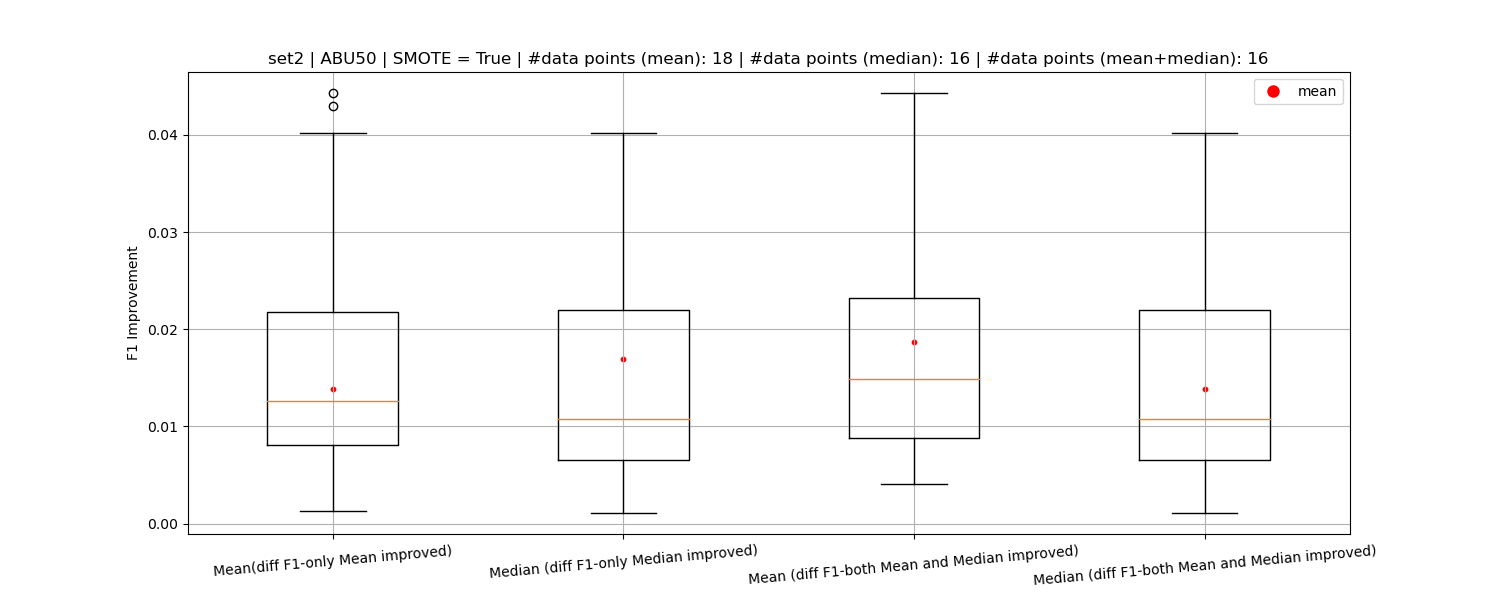 set2 | ABU50 | SMOTE = True | #data points (mean): 18 | #data points (median): 16 | #data points (mean+median): 16
mean
F1 Improvement
0.04
0.03
0.02
0.01
0.00
Mean(diff F1-only Mean improved)
Median (diff F1-only Median improved)
Mean (diff F1-both Mean and Median improved)
Median (diff F1-both Mean and Median improved)